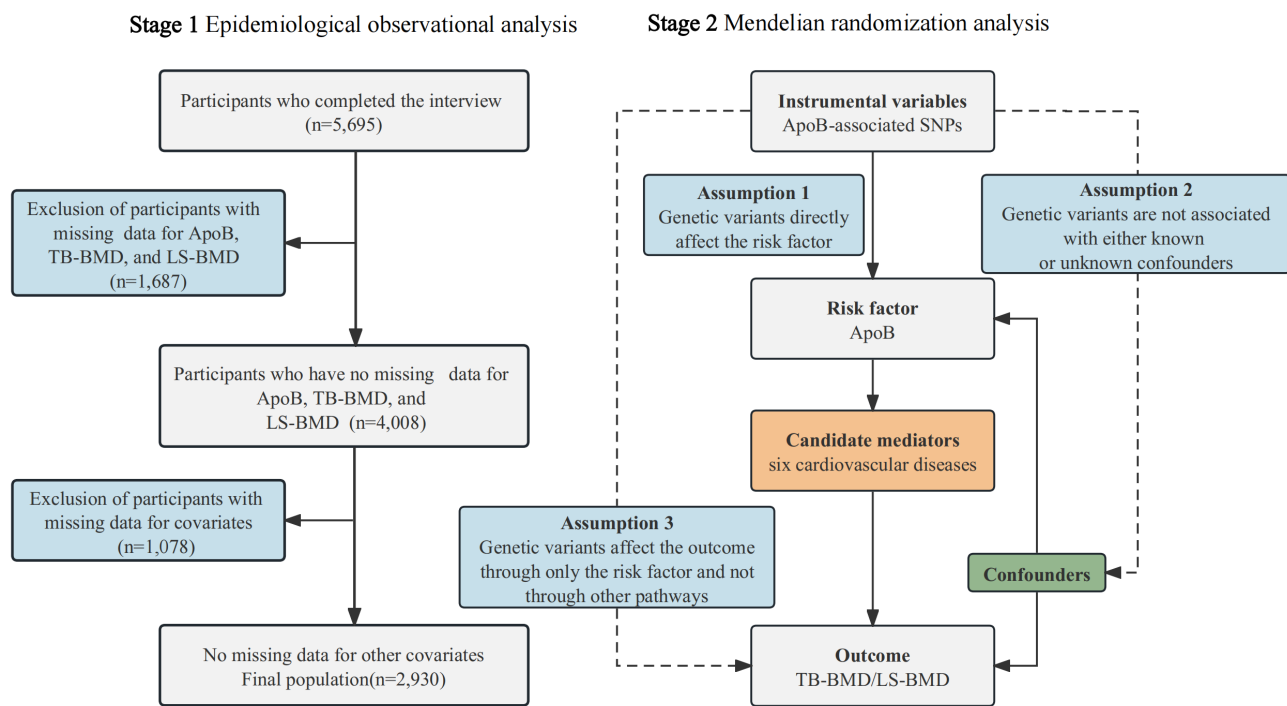 Stage 1 Epidemiological observational analysis
Participants who completed the interview
(n=5,695)
Exclusion of participants with
missing data for ApoB,
TB-BMD, and LS-BMD
(n=1,687)
Participants who have no missing data for
ApoB, TB-BMD, and
LS-BMD (n=4,008)
Exclusion of participants with
missing data for covariates
(n=1,078)
No missing data for other covariates
Final population(n=2,930)
Stage 2 Mendelian randomization analysis
Instrumental variables
ApoB-associated SNPs
Assumption 1
Genetic variants directly
affect the risk factor
Assumption 2
Genetic variants are not associated
with either known
or unknown confounders
Risk factor
ApoB
Candidate mediators
six cardiovascular diseases
Assumption 3
Genetic variants affect the outcome
through only the risk factor and not
through other pathways
Confounders
Outcome
TB-BMD/LS-BMD